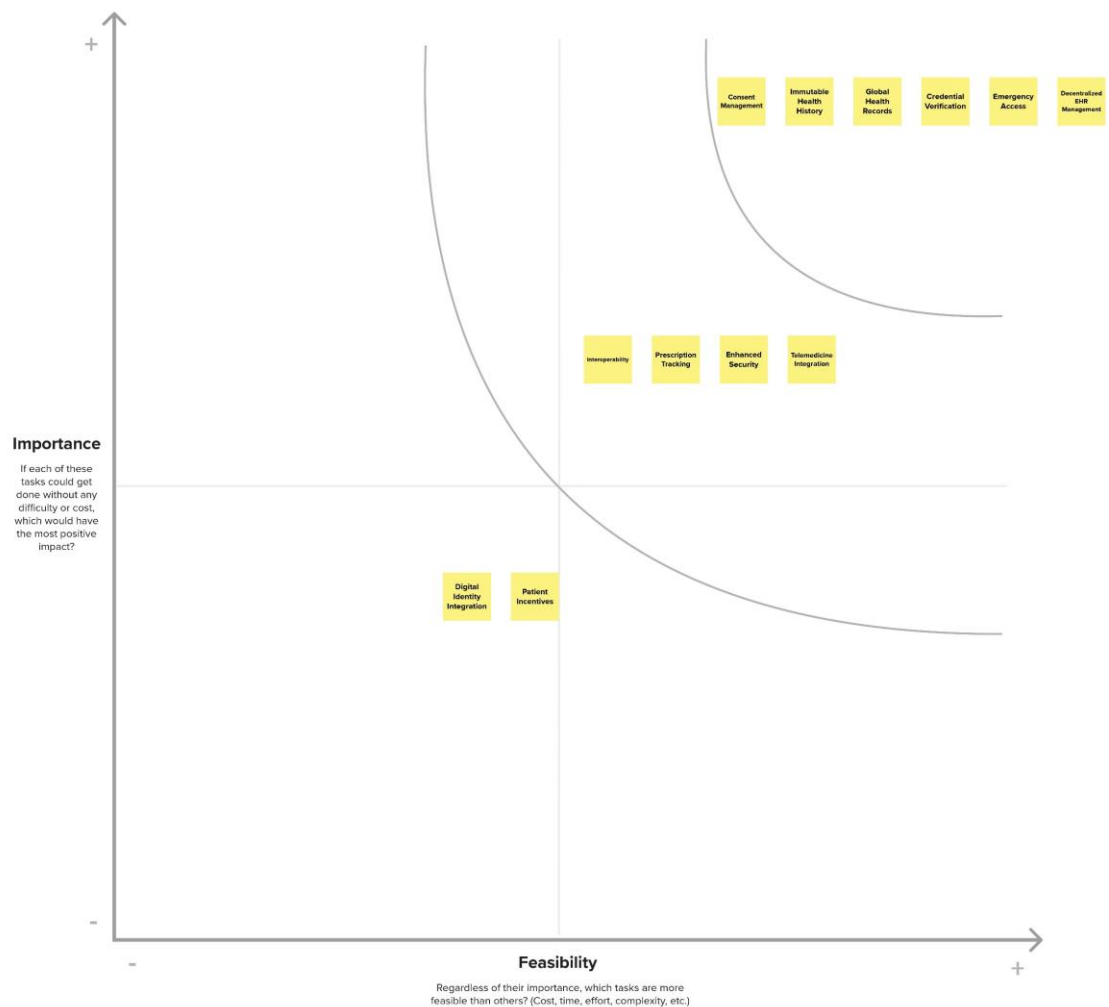 +
Consent
Management
Immutable
Health
History
Global
Health
Records
Credential
Verification
Emergency
Access
Decentralized
EHR
Management
Interoperability
Prescription
Tracking
Enhanced
Security
Telemedicine
Integration
Importance
If each of these
tasks could get
done without any
difficulty or cost,
which would have
the most positive
impact?
Digital
Identity
Integration
Patient
Incentives
-
-
+
Feasibility
Regardless of their importance, which tasks are more
feasible than others? (Cost, time, effort, complexity, etc.)